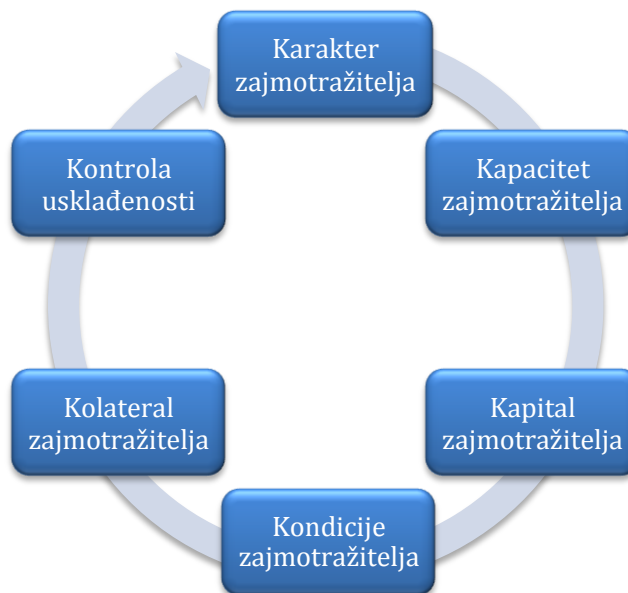 Karakter
zajmotražitelja
Kapacitet
zajmotražitelja
Kapital
zajmotražitelja
Kondicije
zajmotražitelja
Kolateral
zajmotražitelja
Kontrola
usklađenosti